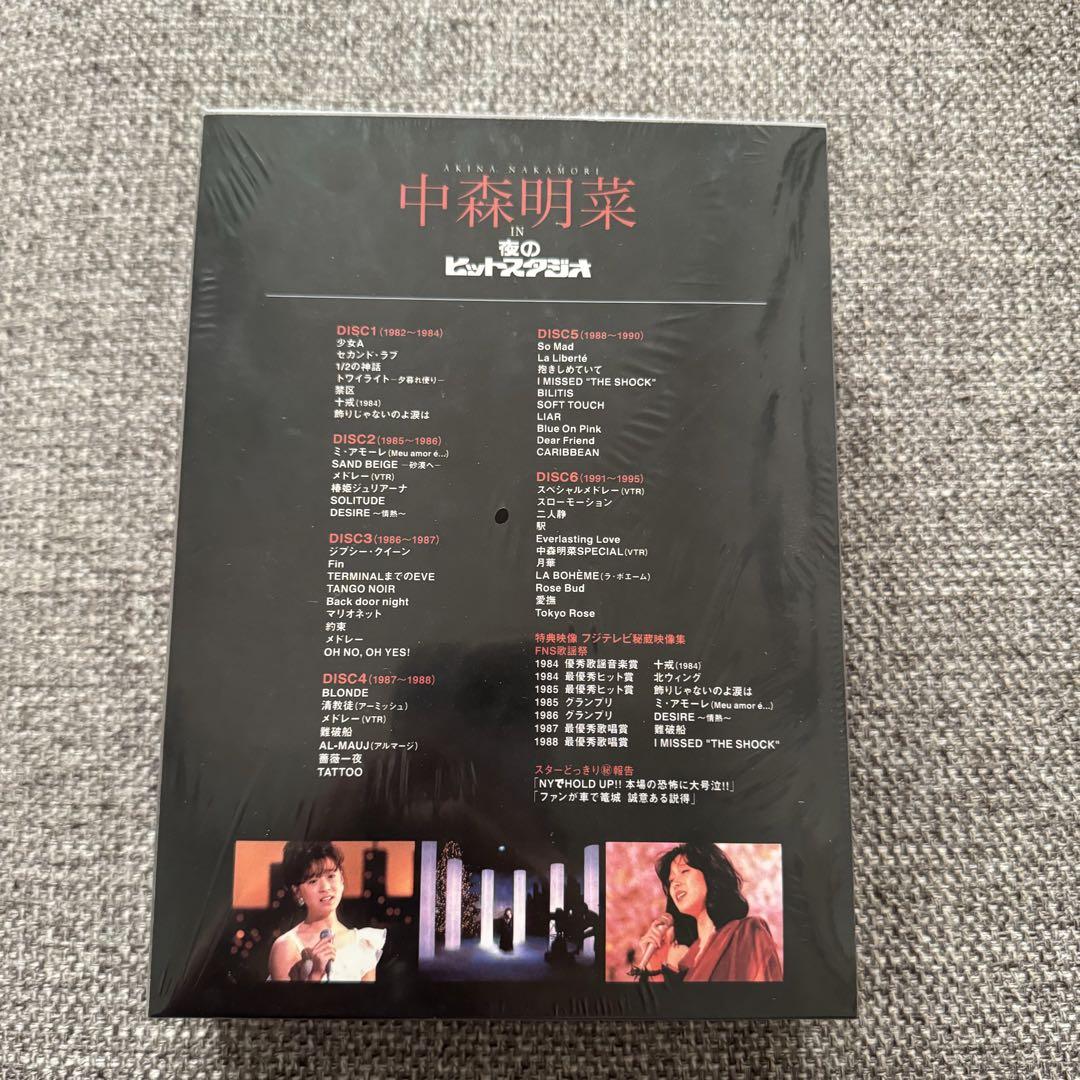 AKINA NAKAMORI
中森明菜
IN
夜の
ヒットスタジオ
DISC1(1982〜1984)
少女A
セカンド・ラブ
1/2の神話
トワイライト―夕暮れ便り―
禁区
十戒(1984)
飾りじゃないのよ涙は
DISC2(1985〜1986)
ミ・アモーレ(Meu amor é...)
SAND BEIGE ―砂漠へ―
メドレー(VTR)
椿姫ジュリアーナ
SOLITUDE
DESIRE 〜情熱〜
DISC3(1986〜1987)
ジプシー・クイーン
Fin
TERMINALまでのEVE
TANGO NOIR
Back door night
マリオネット
約束
メドレー
OH NO, OH YES!
DISC4(1987〜1988)
BLONDE
清教徒(アーミッシュ)
メドレー(VTR)
難破船
AL-MAUJ(アルマージ)
薔薇一夜
TATTOO
DISC5(1988〜1990)
So Mad
La Liberté
抱きしめていて
I MISSED "THE SHOCK"
BILITIS
SOFT TOUCH
LIAR
Blue On Pink
Dear Friend
CARIBBEAN
DISC6(1991〜1995)
スペシャルメドレー(VTR)
スローモーション
二人静
駅
Everlasting Love
中森明菜SPECIAL(VTR)
月華
LA BOHÈME(ラ・ボエーム)
Rose Bud
愛撫
Tokyo Rose
特典映像 フジテレビ秘蔵映像集
FNS歌謡祭
1984 優秀歌謡音楽賞 十戒(1984)
1984 最優秀ヒット賞 北ウィング
1985 最優秀ヒット賞 飾りじゃないのよ涙は
1985 グランプリ ミ・アモーレ(Meu amor é...)
1986 グランプリ DESIRE 〜情熱〜
1987 最優秀歌唱賞 難破船
1988 最優秀歌唱賞 I MISSED "THE SHOCK"
スターどっきり㊙報告
「NYでHOLD UP!! 本場の恐怖に大号泣!!」
「ファンが車で篭城 誠意ある説得」